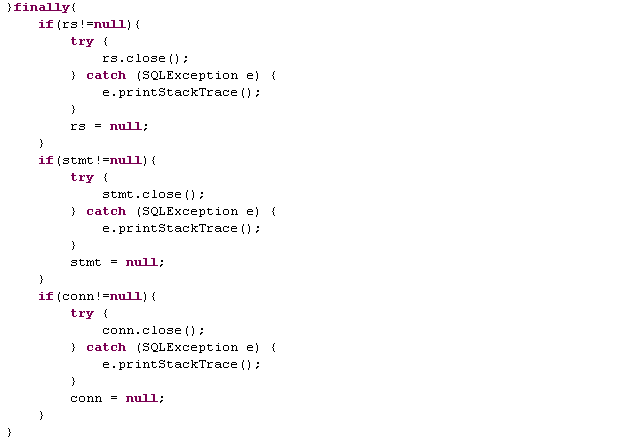 }finally{
    if(rs!=null){
        try {
            rs.close();
        } catch (SQLException e) {
            e.printStackTrace();
        }
        rs = null;
    }
    if(stmt!=null){
        try {
            stmt.close();
        } catch (SQLException e) {
            e.printStackTrace();
        }
        stmt = null;
    }
    if(conn!=null){
        try {
            conn.close();
        } catch (SQLException e) {
            e.printStackTrace();
        }
        conn = null;
    }
}